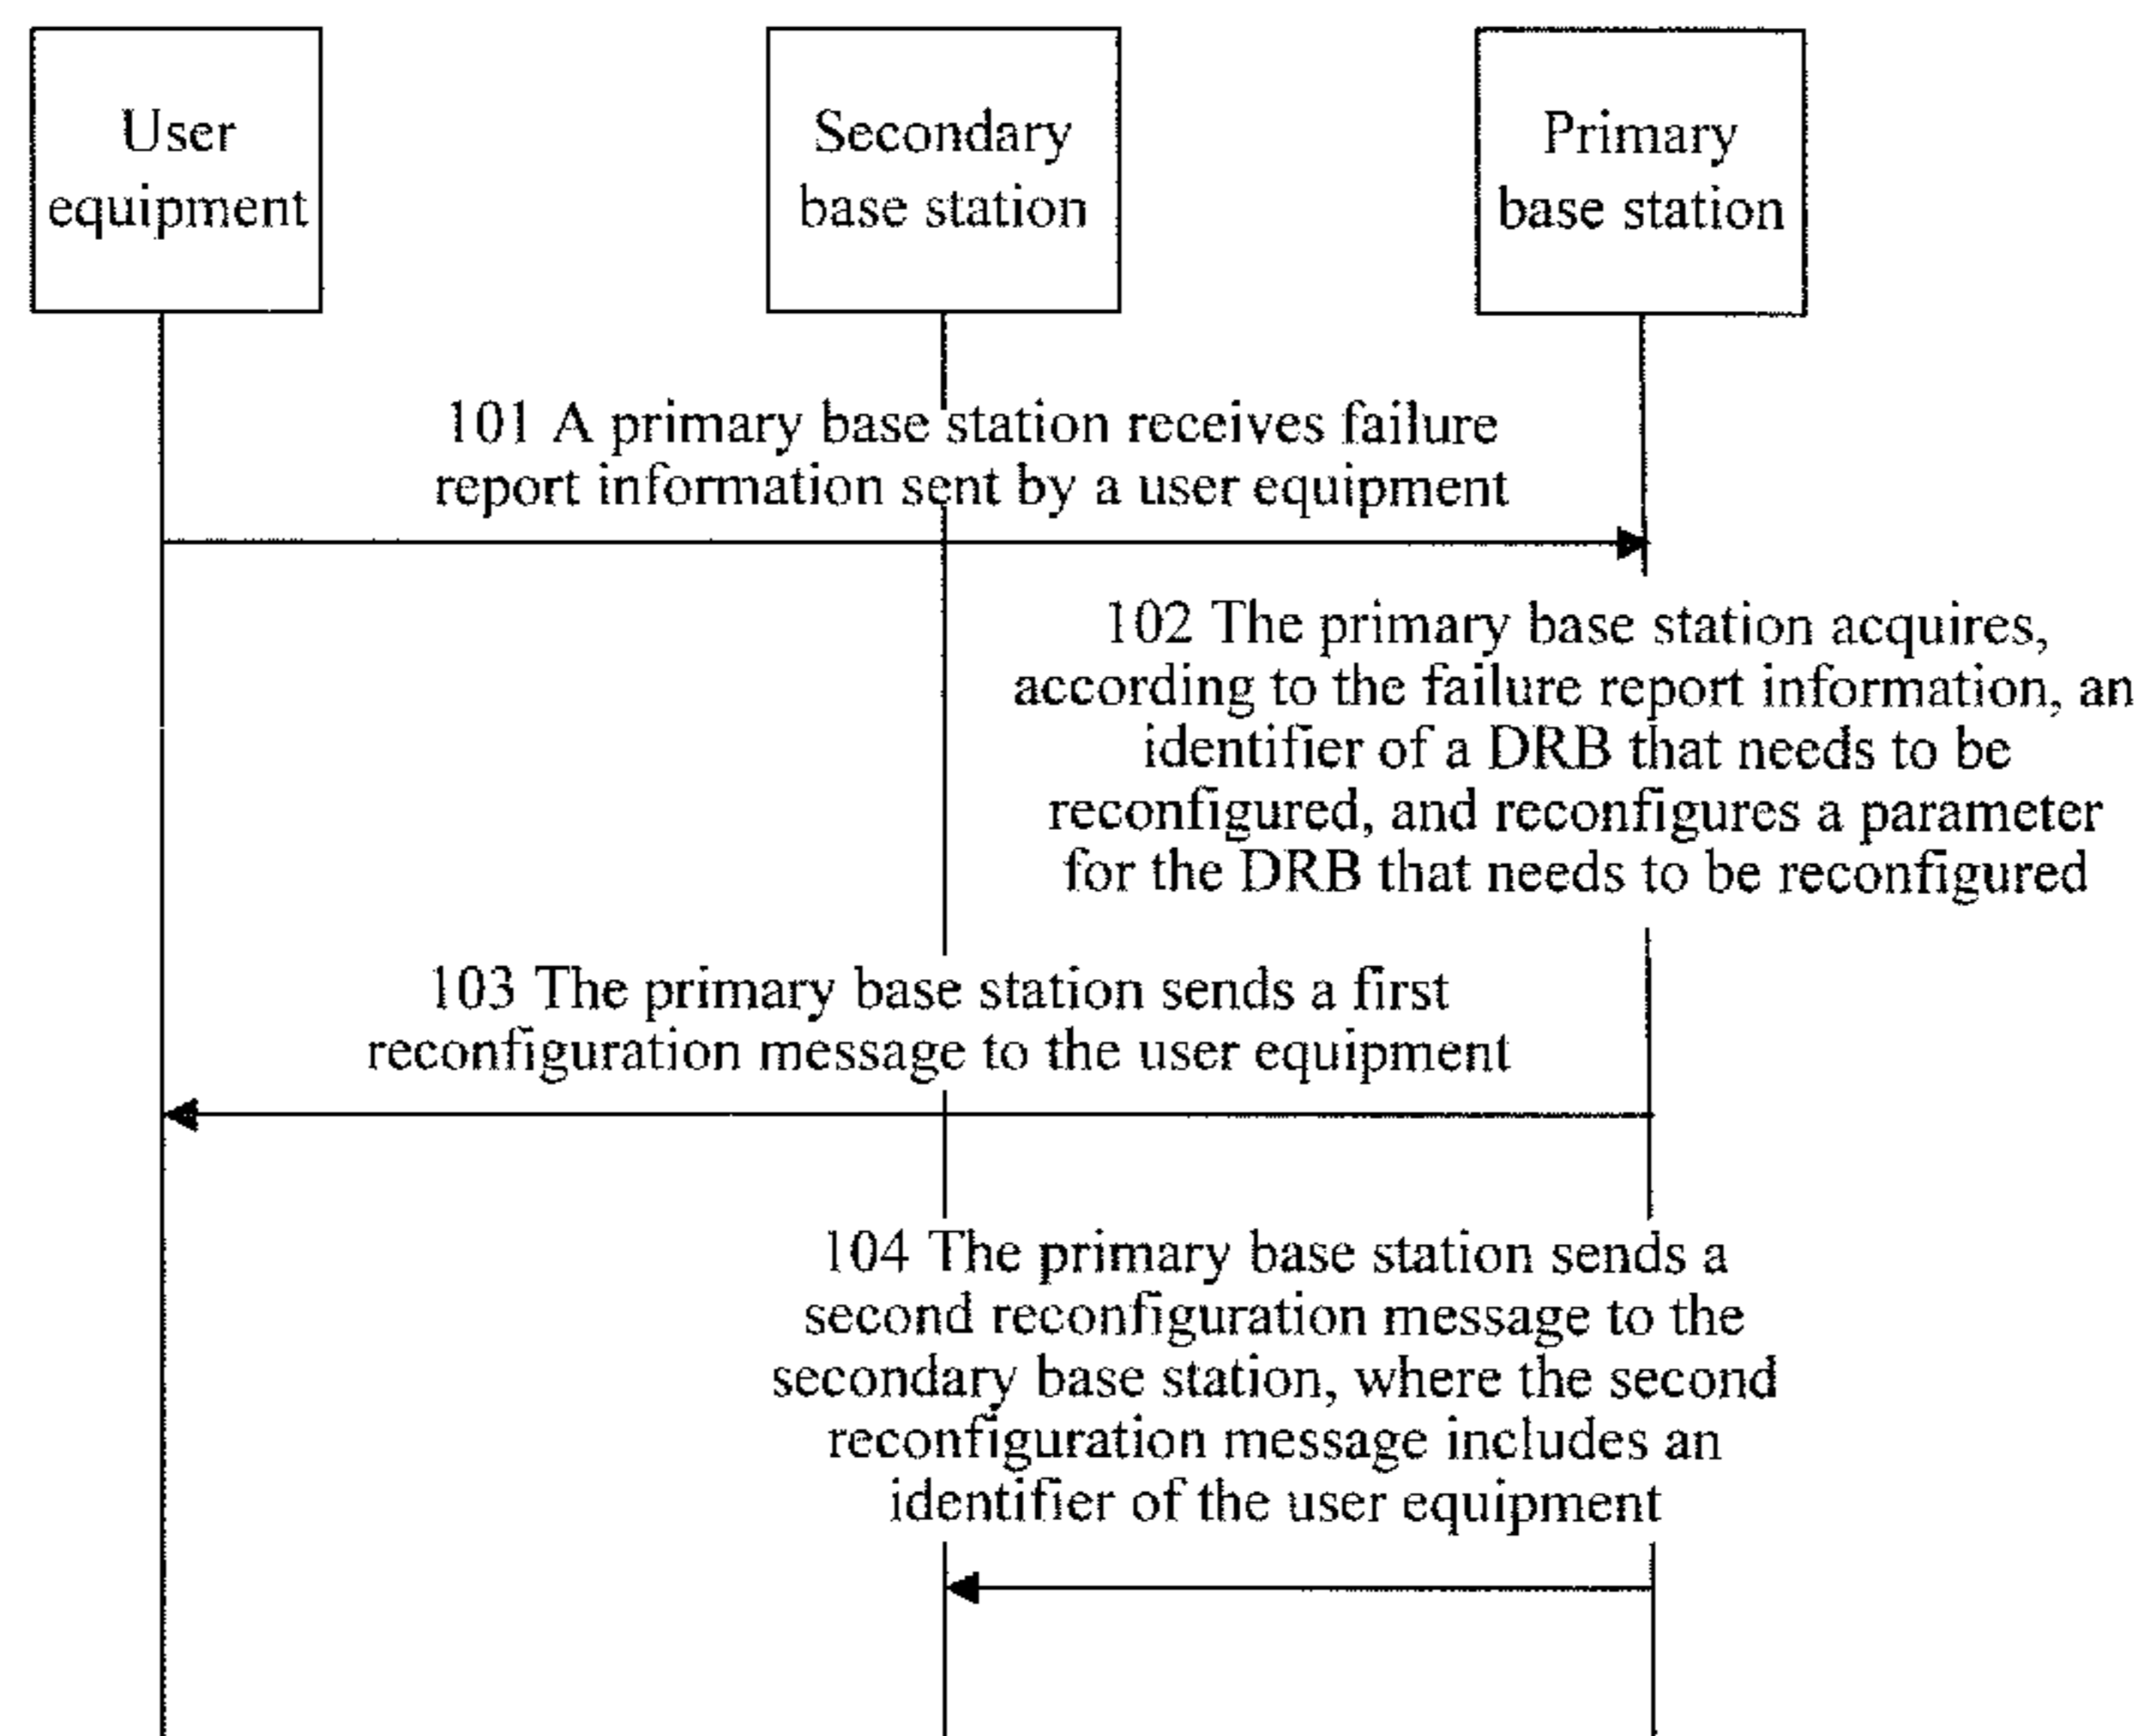 User
equipment
Secondary
base station
Primary
base station
101 A primary base station receives failure
report information sent by a user equipment
102 The primary base station acquires,
according to the failure report information, an
identifier of a DRB that needs to be
reconfigured, and reconfigures a parameter
for the DRB that needs to be reconfigured
103 The primary base station sends a first
reconfiguration message to the user equipment
104 The primary base station sends a
second reconfiguration message to the
secondary base station, where the second
reconfiguration message includes an
identifier of the user equipment